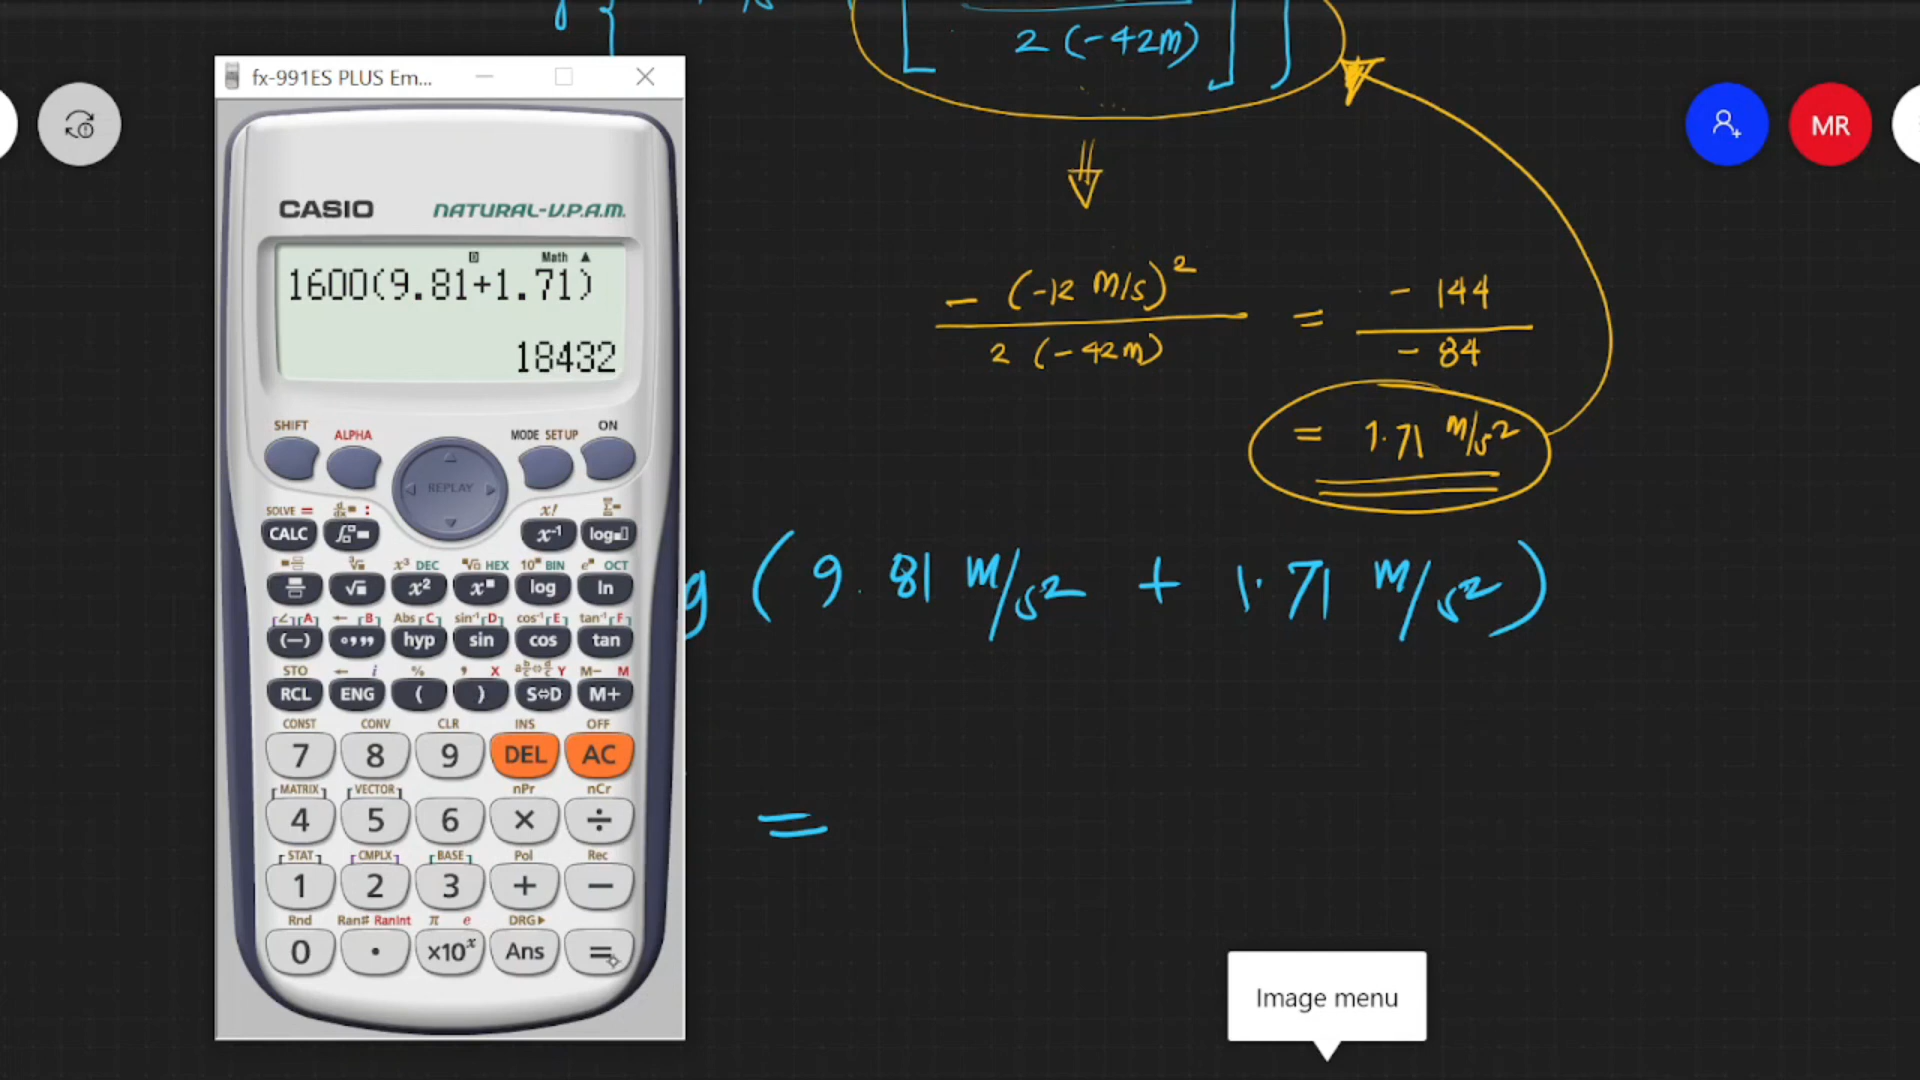 2 (-42m)
fx-991ES PLUS Em...
MR
CASIO
NATURAL-V.P.A.M.
D Math ▲
1600(9.81+1.71)
18432
- (-12 m/s)² / 2 (-42m) = - 144 / - 84
= 1.71 m/s²
g ( 9.81 m/s² + 1.71 m/s² )
=
SHIFT ALPHA MODE SETUP ON
REPLAY
SOLVE = d/dx : x! Σ
CALC ∫ x⁻¹ log
x³ DEC HEX 10 BIN e OCT
√ x² x log ln
∠ A ← B Abs C sin⁻¹ D cos⁻¹ E tan⁻¹ F
(−) °,,, hyp sin cos tan
STO ← i % , X Y M− M
RCL ENG ( ) S⇔D M+
CONST CONV CLR INS OFF
7 8 9 DEL AC
MATRIX VECTOR nPr nCr
4 5 6 × ÷
STAT CMPLX BASE Pol Rec
1 2 3 + −
Rnd Ran# RanInt π e DRG▶
0 . ×10ˣ Ans =
Image menu